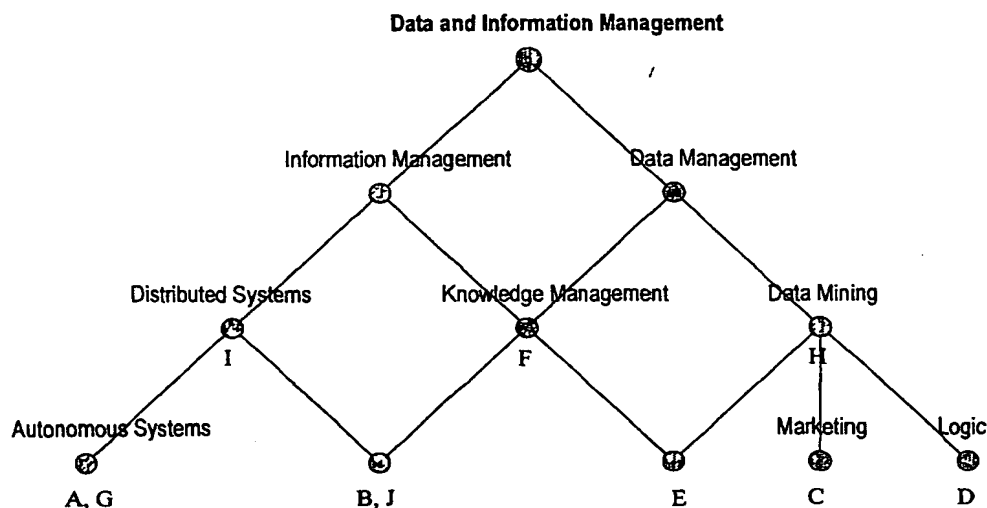 Data and Information Management
Information Management
Data Management
Distributed Systems
Knowledge Management
Data Mining
I
F
H
Autonomous Systems
Marketing
Logic
A, G
B, J
E
C
D